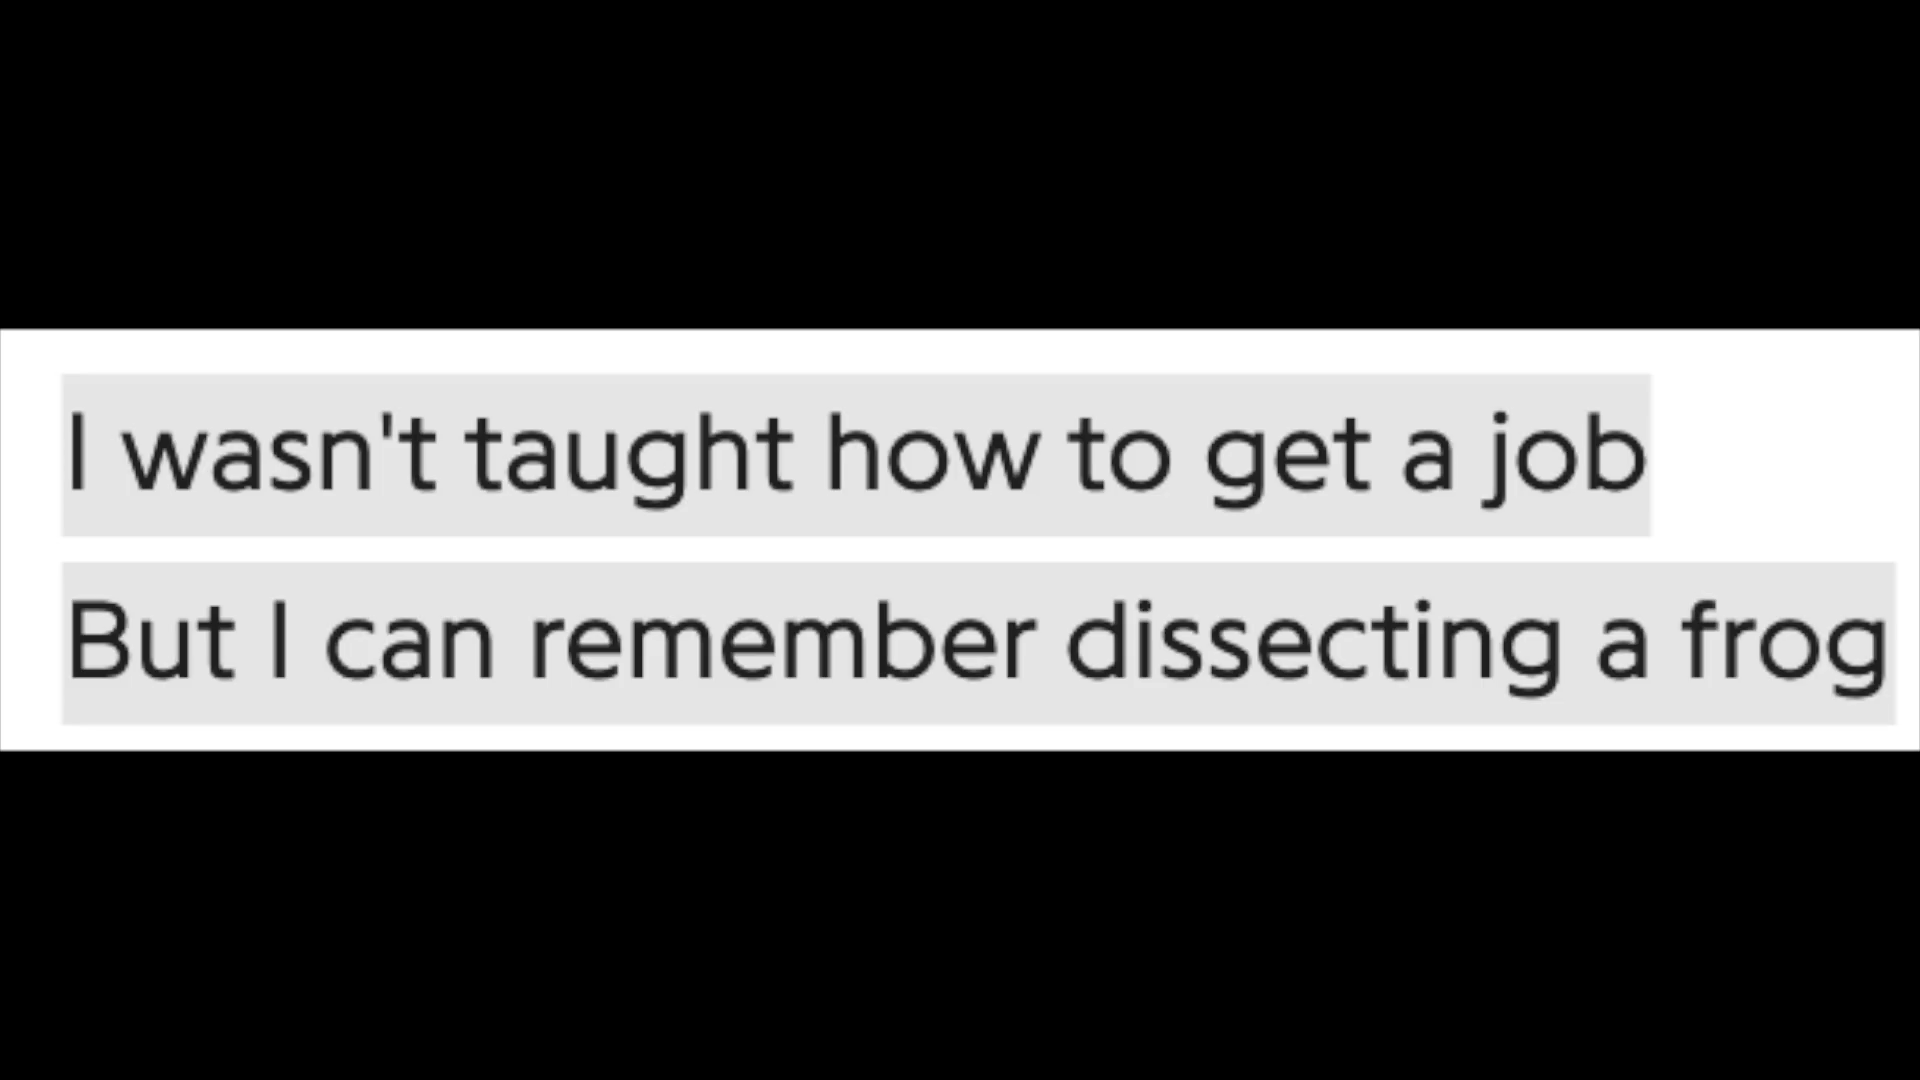 I wasn't taught how to get a job
But I can remember dissecting a frog